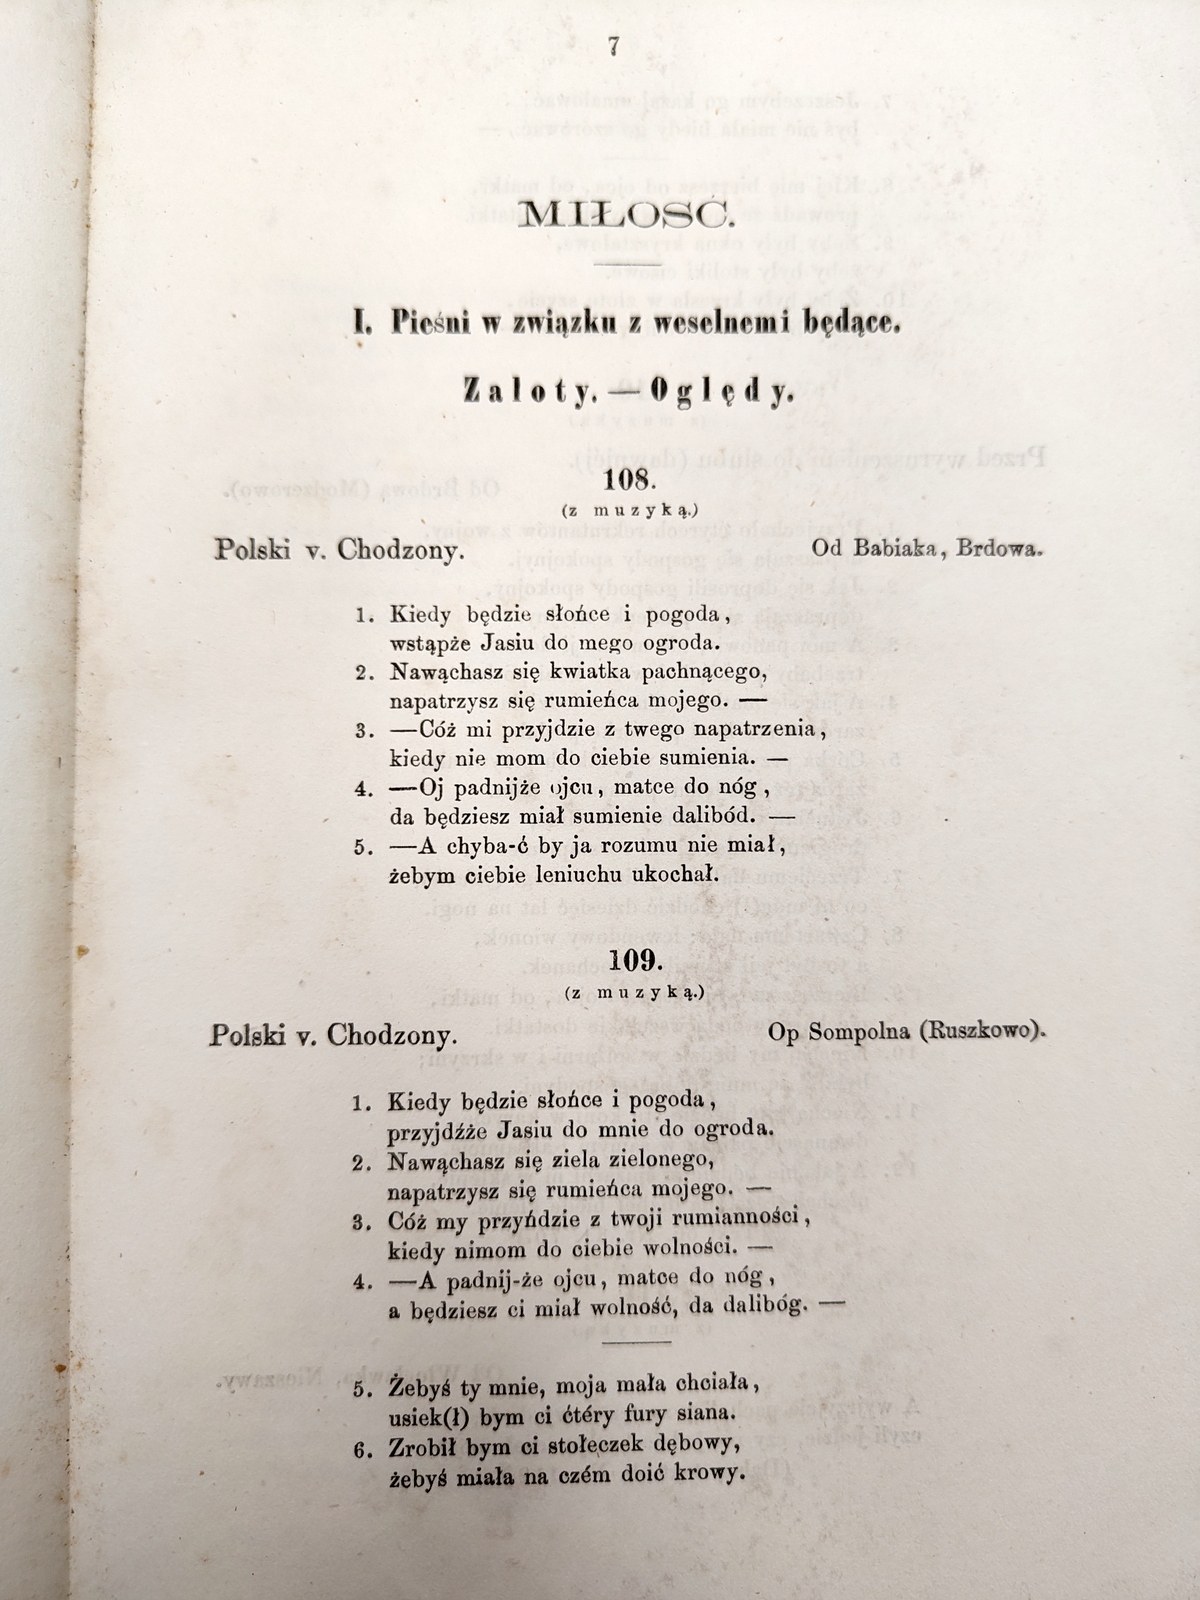 7
MIŁOŚĆ.
I. Pieśni w związku z weselnemi będące.
Zaloty. — Oględy.
108.
(z muzyką.)
Polski v. Chodzony.
Od Babiaka, Brdowa.
1. Kiedy będzie słońce i pogoda,
wstąpże Jasiu do mego ogroda.
2. Nawąchasz się kwiatka pachnącego,
napatrzysz się rumieńca mojego. —
3. —Cóż mi przyjdzie z twego napatrzenia,
kiedy nie mom do ciebie sumienia. —
4. —Oj padnijże ojcu, matce do nóg,
da będziesz miał sumienie dalibód. —
5. —A chyba-ć by ja rozumu nie miał,
żebym ciebie leniuchu ukochał.
109.
(z muzyką.)
Polski v. Chodzony.
Op Sompolna (Ruszkowo).
1. Kiedy będzie słońce i pogoda,
przyjdźże Jasiu do mnie do ogroda.
2. Nawąchasz się ziela zielonego,
napatrzysz się rumieńca mojego. —
3. Cóż my przyńdzie z twoji rumianności,
kiedy nimom do ciebie wolności. —
4. —A padnij-że ojcu, matce do nóg,
a będziesz ci miał wolność, da dalibóg. —
5. Żebyś ty mnie, moja mała chciała,
usiek(ł) bym ci ćtéry fury siana.
6. Zrobił bym ci stołeczek dębowy,
żebyś miała na czém doić krowy.